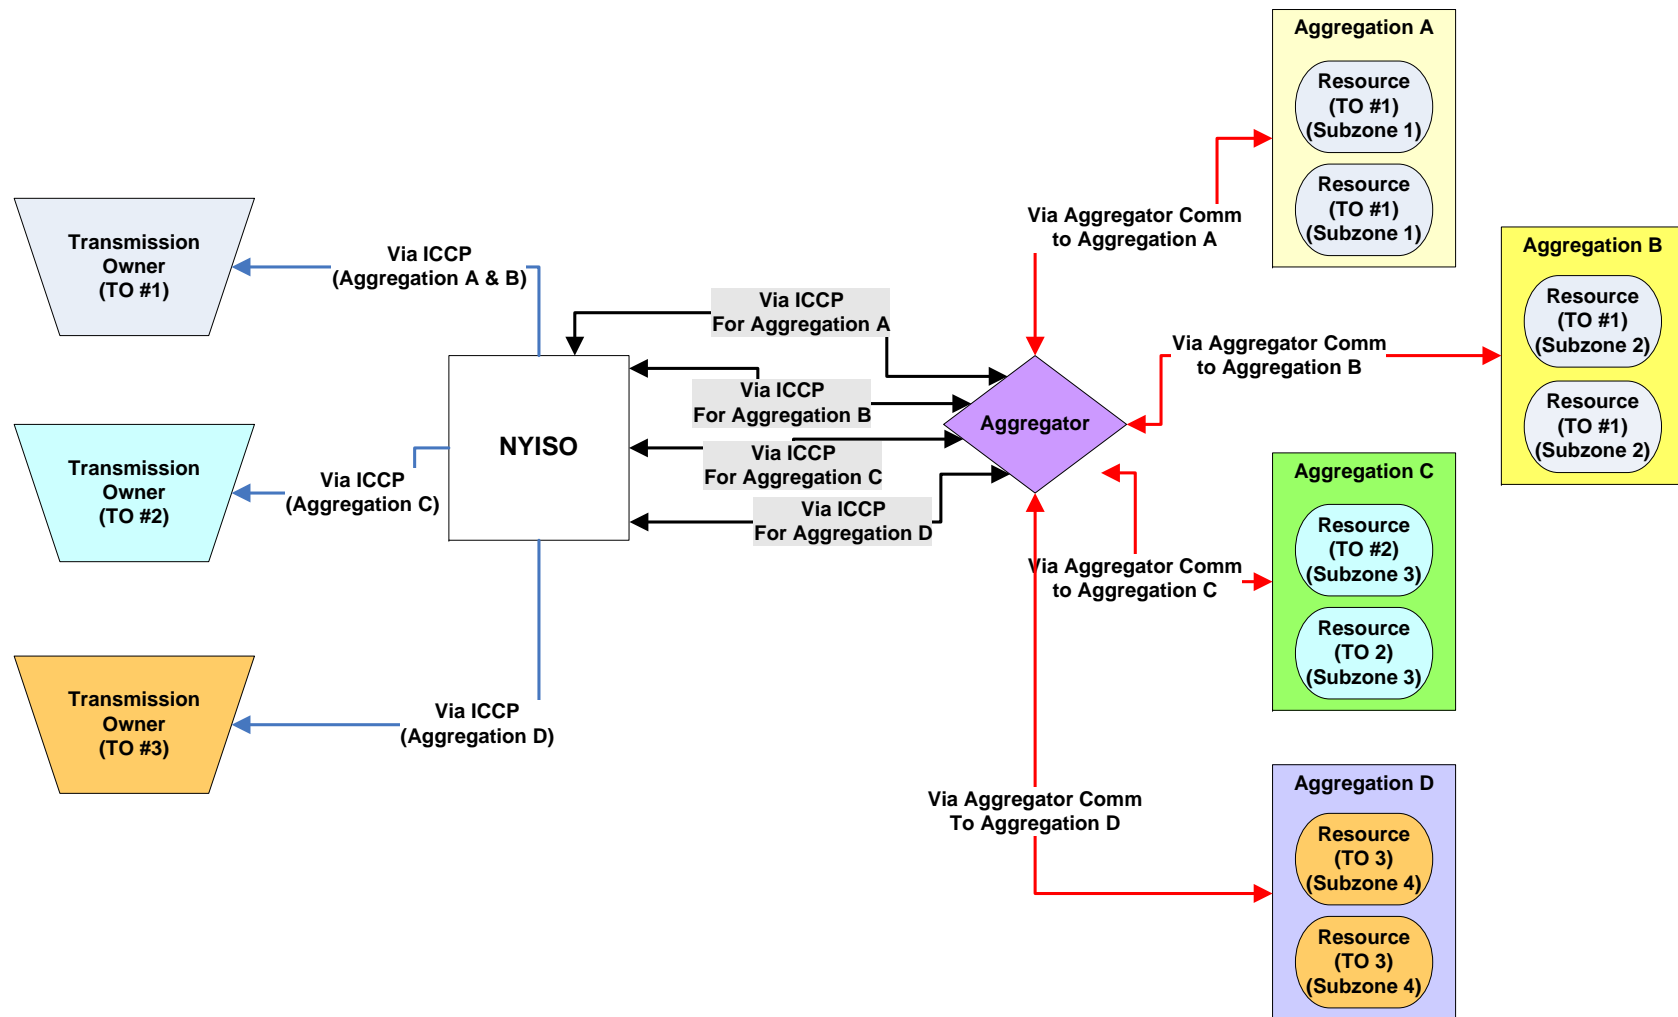 Transmission
Owner
(TO #1)
Via ICCP
(Aggregation A & B)
Transmission
Owner
(TO #2)
Via ICCP
(Aggregation C)
Transmission
Owner
(TO #3)
Via ICCP
(Aggregation D)
NYISO
Via ICCP
For Aggregation A
Via ICCP
For Aggregation B
Via ICCP
For Aggregation C
Via ICCP
For Aggregation D
Aggregator
Via Aggregator Comm
to Aggregation A
Via Aggregator Comm
to Aggregation B
Via Aggregator Comm
to Aggregation C
Via Aggregator Comm
To Aggregation D
Aggregation A
Resource
(TO #1)
(Subzone 1)
Resource
(TO #1)
(Subzone 1)
Aggregation B
Resource
(TO #1)
(Subzone 2)
Resource
(TO #1)
(Subzone 2)
Aggregation C
Resource
(TO #2)
(Subzone 3)
Resource
(TO 2)
(Subzone 3)
Aggregation D
Resource
(TO 3)
(Subzone 4)
Resource
(TO 3)
(Subzone 4)